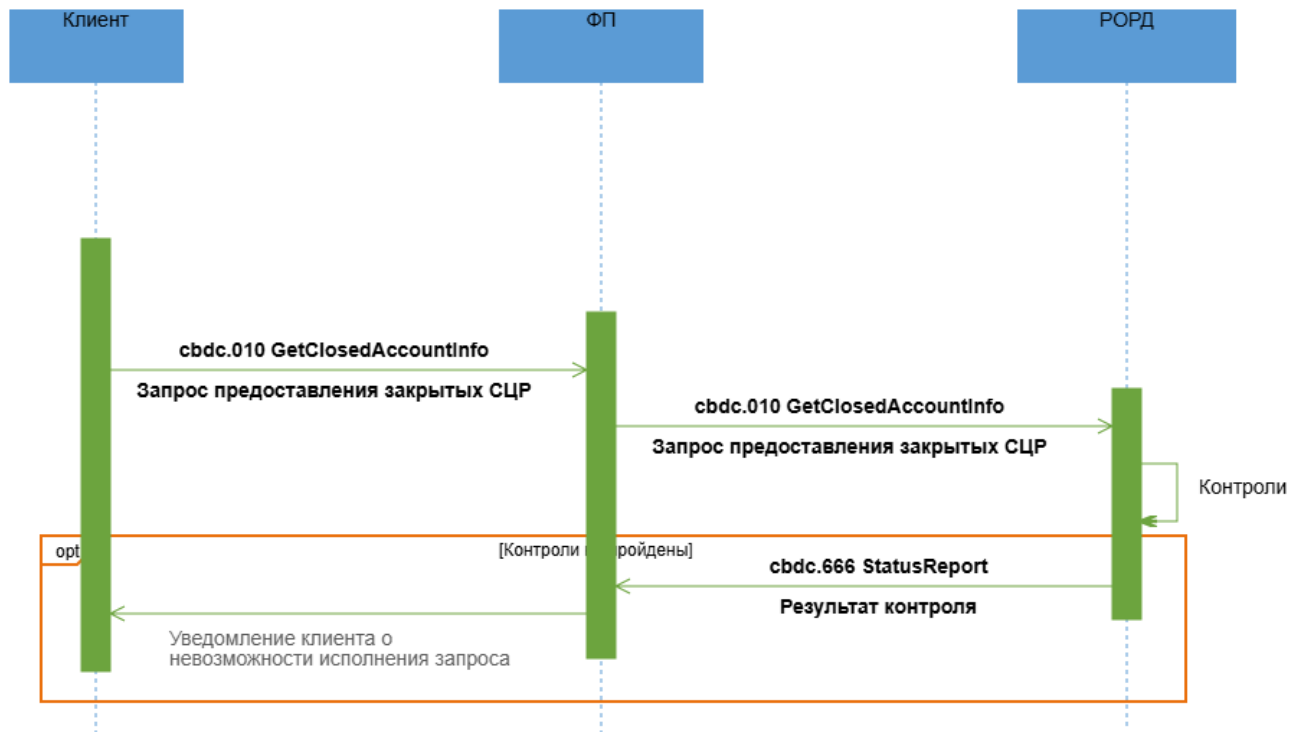 Клиент
ФП
РОРД
cbdc.010 GetClosedAccountInfo
Запрос предоставления закрытых СЦР
cbdc.010 GetClosedAccountInfo
Запрос предоставления закрытых СЦР
Контроли
opt
[Контроли пройдены]
cbdc.666 StatusReport
Результат контроля
Уведомление клиента о
невозможности исполнения запроса